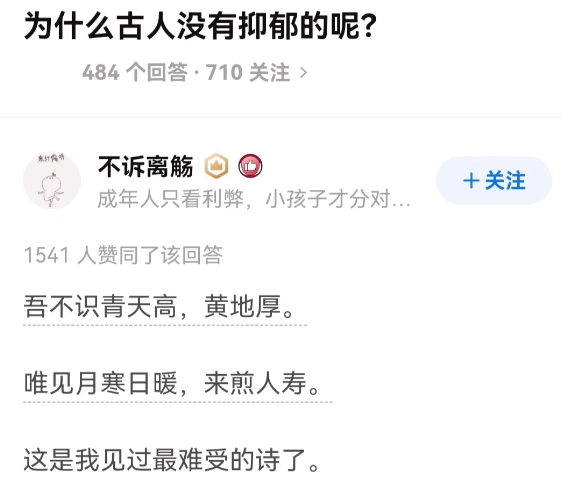 为什么古人没有抑郁的呢?
484 个回答 · 710 关注 >
不诉离觞
+ 关注
成年人只看利弊，小孩子才分对...
1541 人赞同了该回答
吾不识青天高，黄地厚。
唯见月寒日暖，来煎人寿。
这是我见过最难受的诗了。